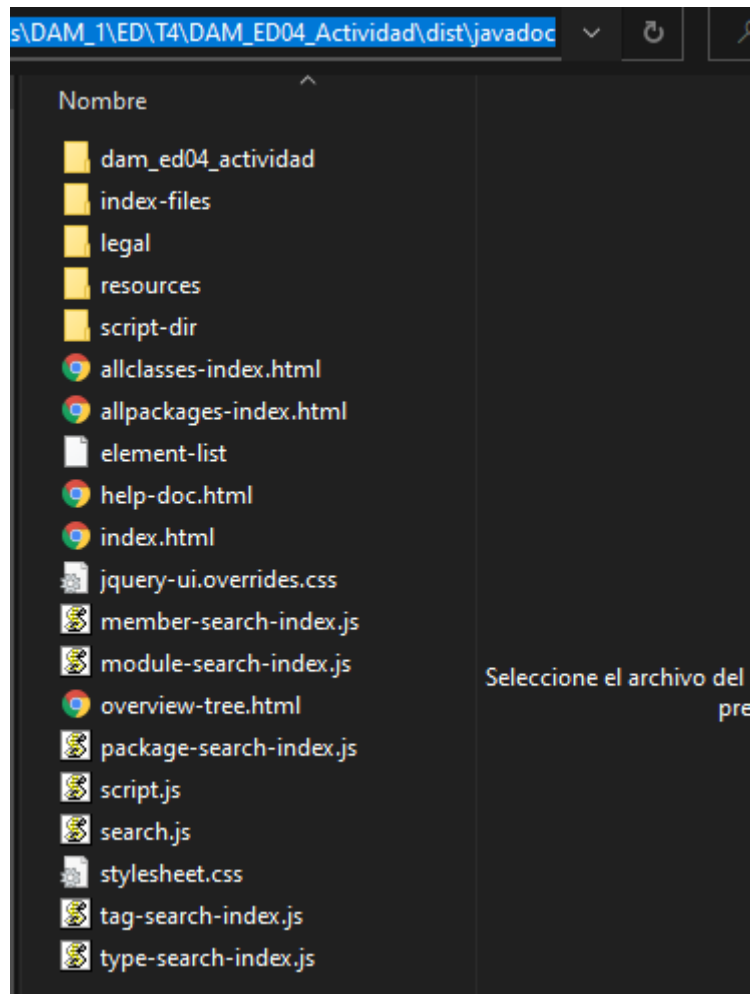 s\DAM_1\ED\T4\DAM_ED04_Actividad\dist\javadoc
Nombre
dam_ed04_actividad
index-files
legal
resources
script-dir
allclasses-index.html
allpackages-index.html
element-list
help-doc.html
index.html
jquery-ui.overrides.css
member-search-index.js
module-search-index.js
Seleccione el archivo del
overview-tree.html
pre
package-search-index.js
script.js
search.js
stylesheet.css
tag-search-index.js
type-search-index.js